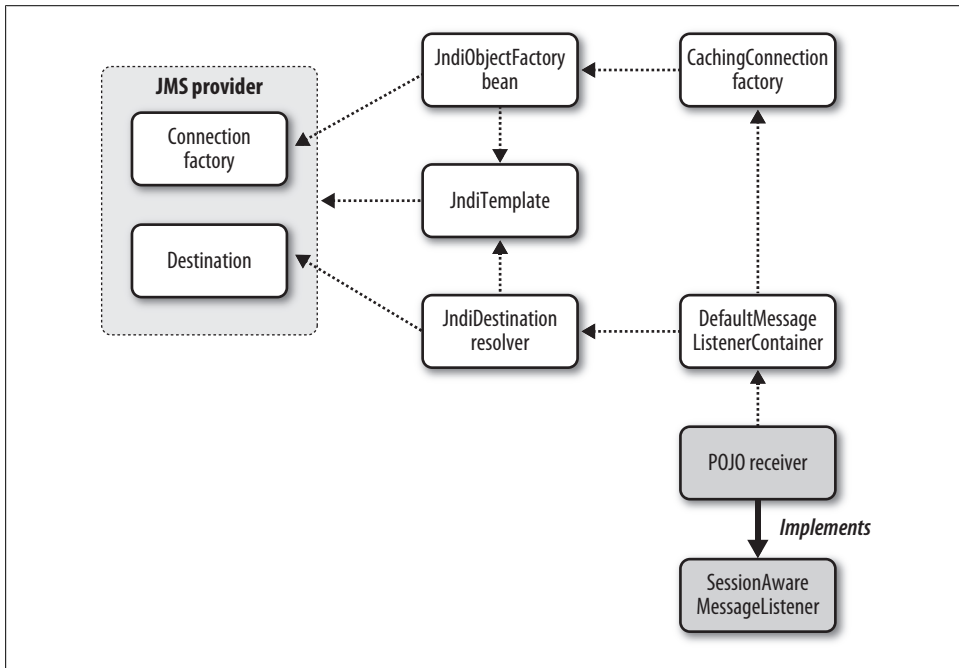 JMS provider
Connection
factory
Destination
JndiObjectFactory
bean
JndiTemplate
JndiDestination
resolver
CachingConnection
factory
DefaultMessage
ListenerContainer
POJO receiver
Implements
SessionAware
MessageListener